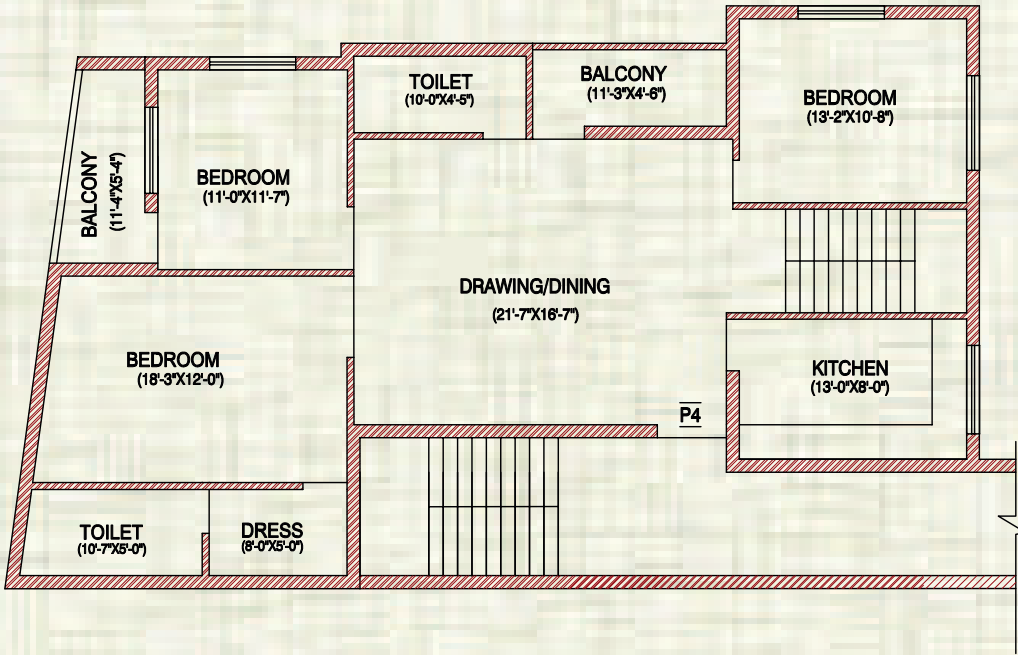 TOILET
(10'-0"X4'-5")
BALCONY
(11'-3"X4'-6")
BEDROOM
(13'-2"X10'-8")
BALCONY
(11'-4"X5'-4")
BEDROOM
(11'-0"X11'-7")
DRAWING/DINING
(21'-7"X16'-7")
BEDROOM
(18'-3"X12'-0")
KITCHEN
(13'-0"X8'-0")
P4
TOILET
(10'-7"X5'-0")
DRESS
(8'-0"X5'-0")